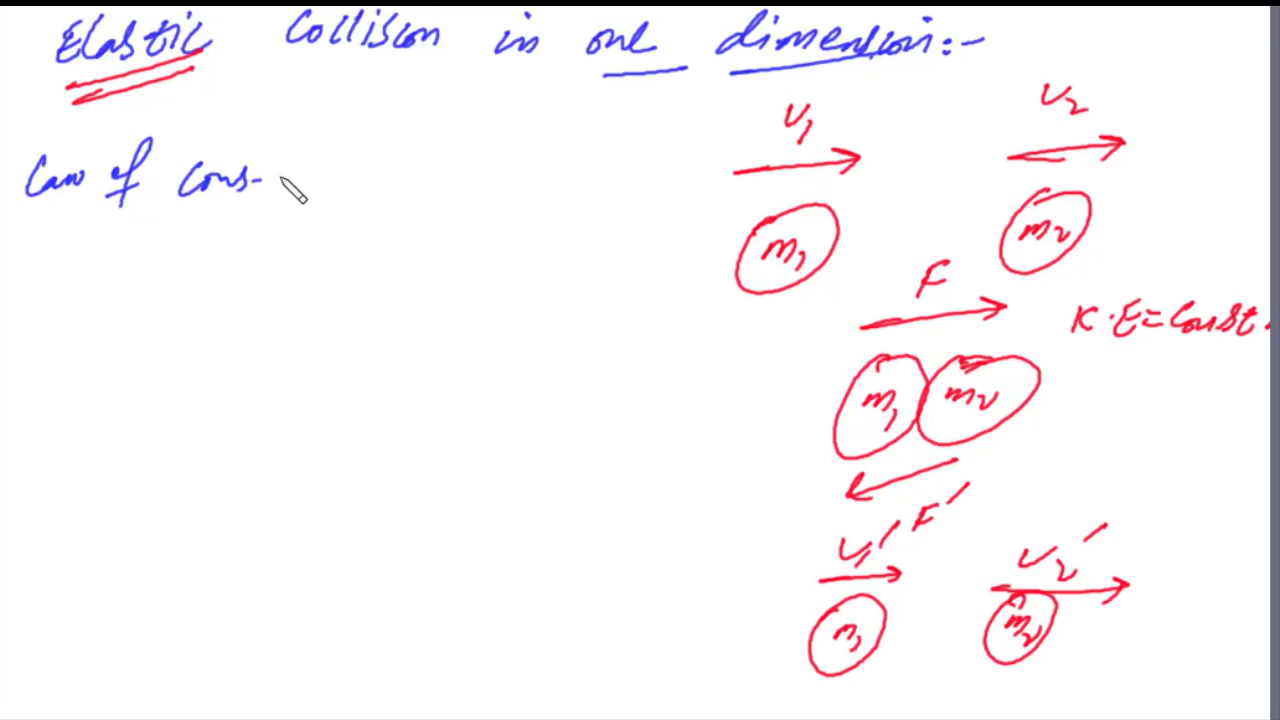 Elastic Collision in one dimension:-
V₁
V₂
Law of Cons-
m₁
m₂
F
K.E=Const.
m₁
m₂
F′
V₁′
V₂′
m₁
m₂